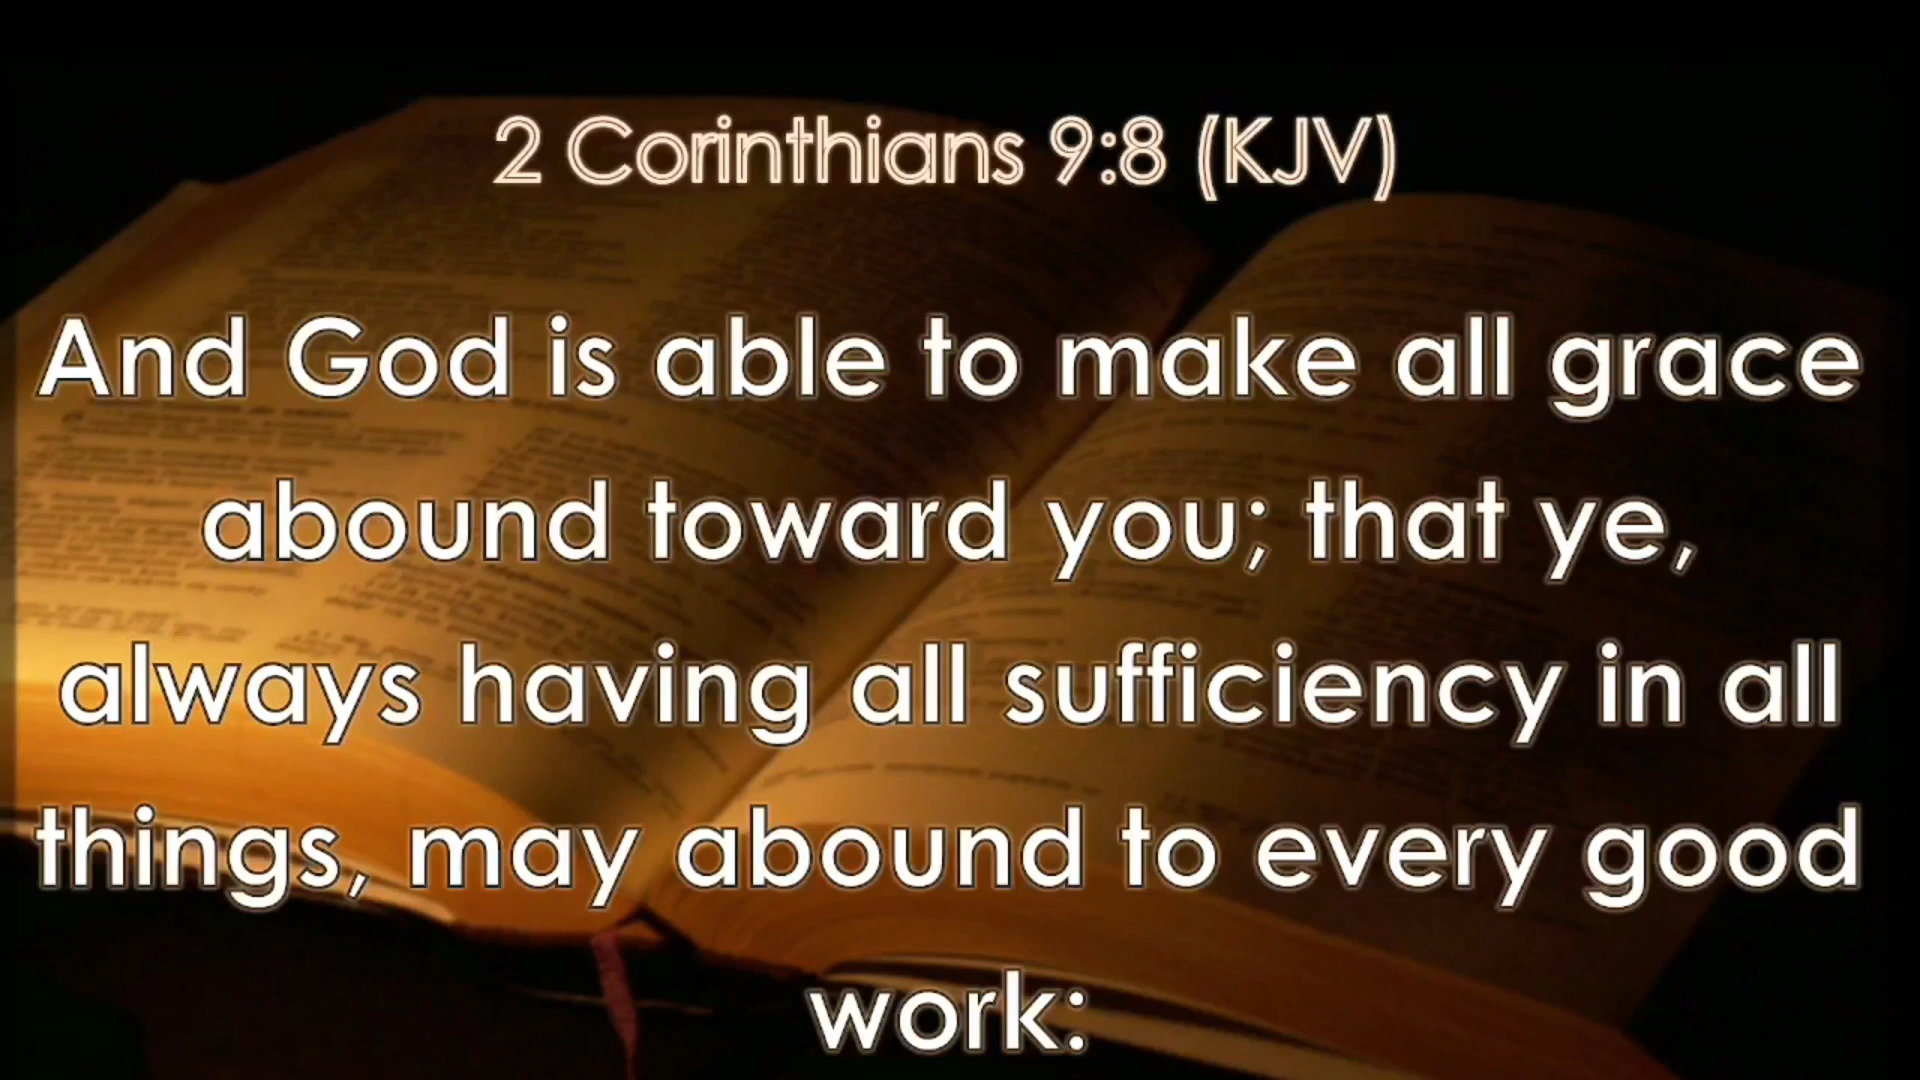 2 Corinthians 9:8 (KJV)
And God is able to make all grace
abound toward you; that ye,
always having all sufficiency in all
things, may abound to every good
work: